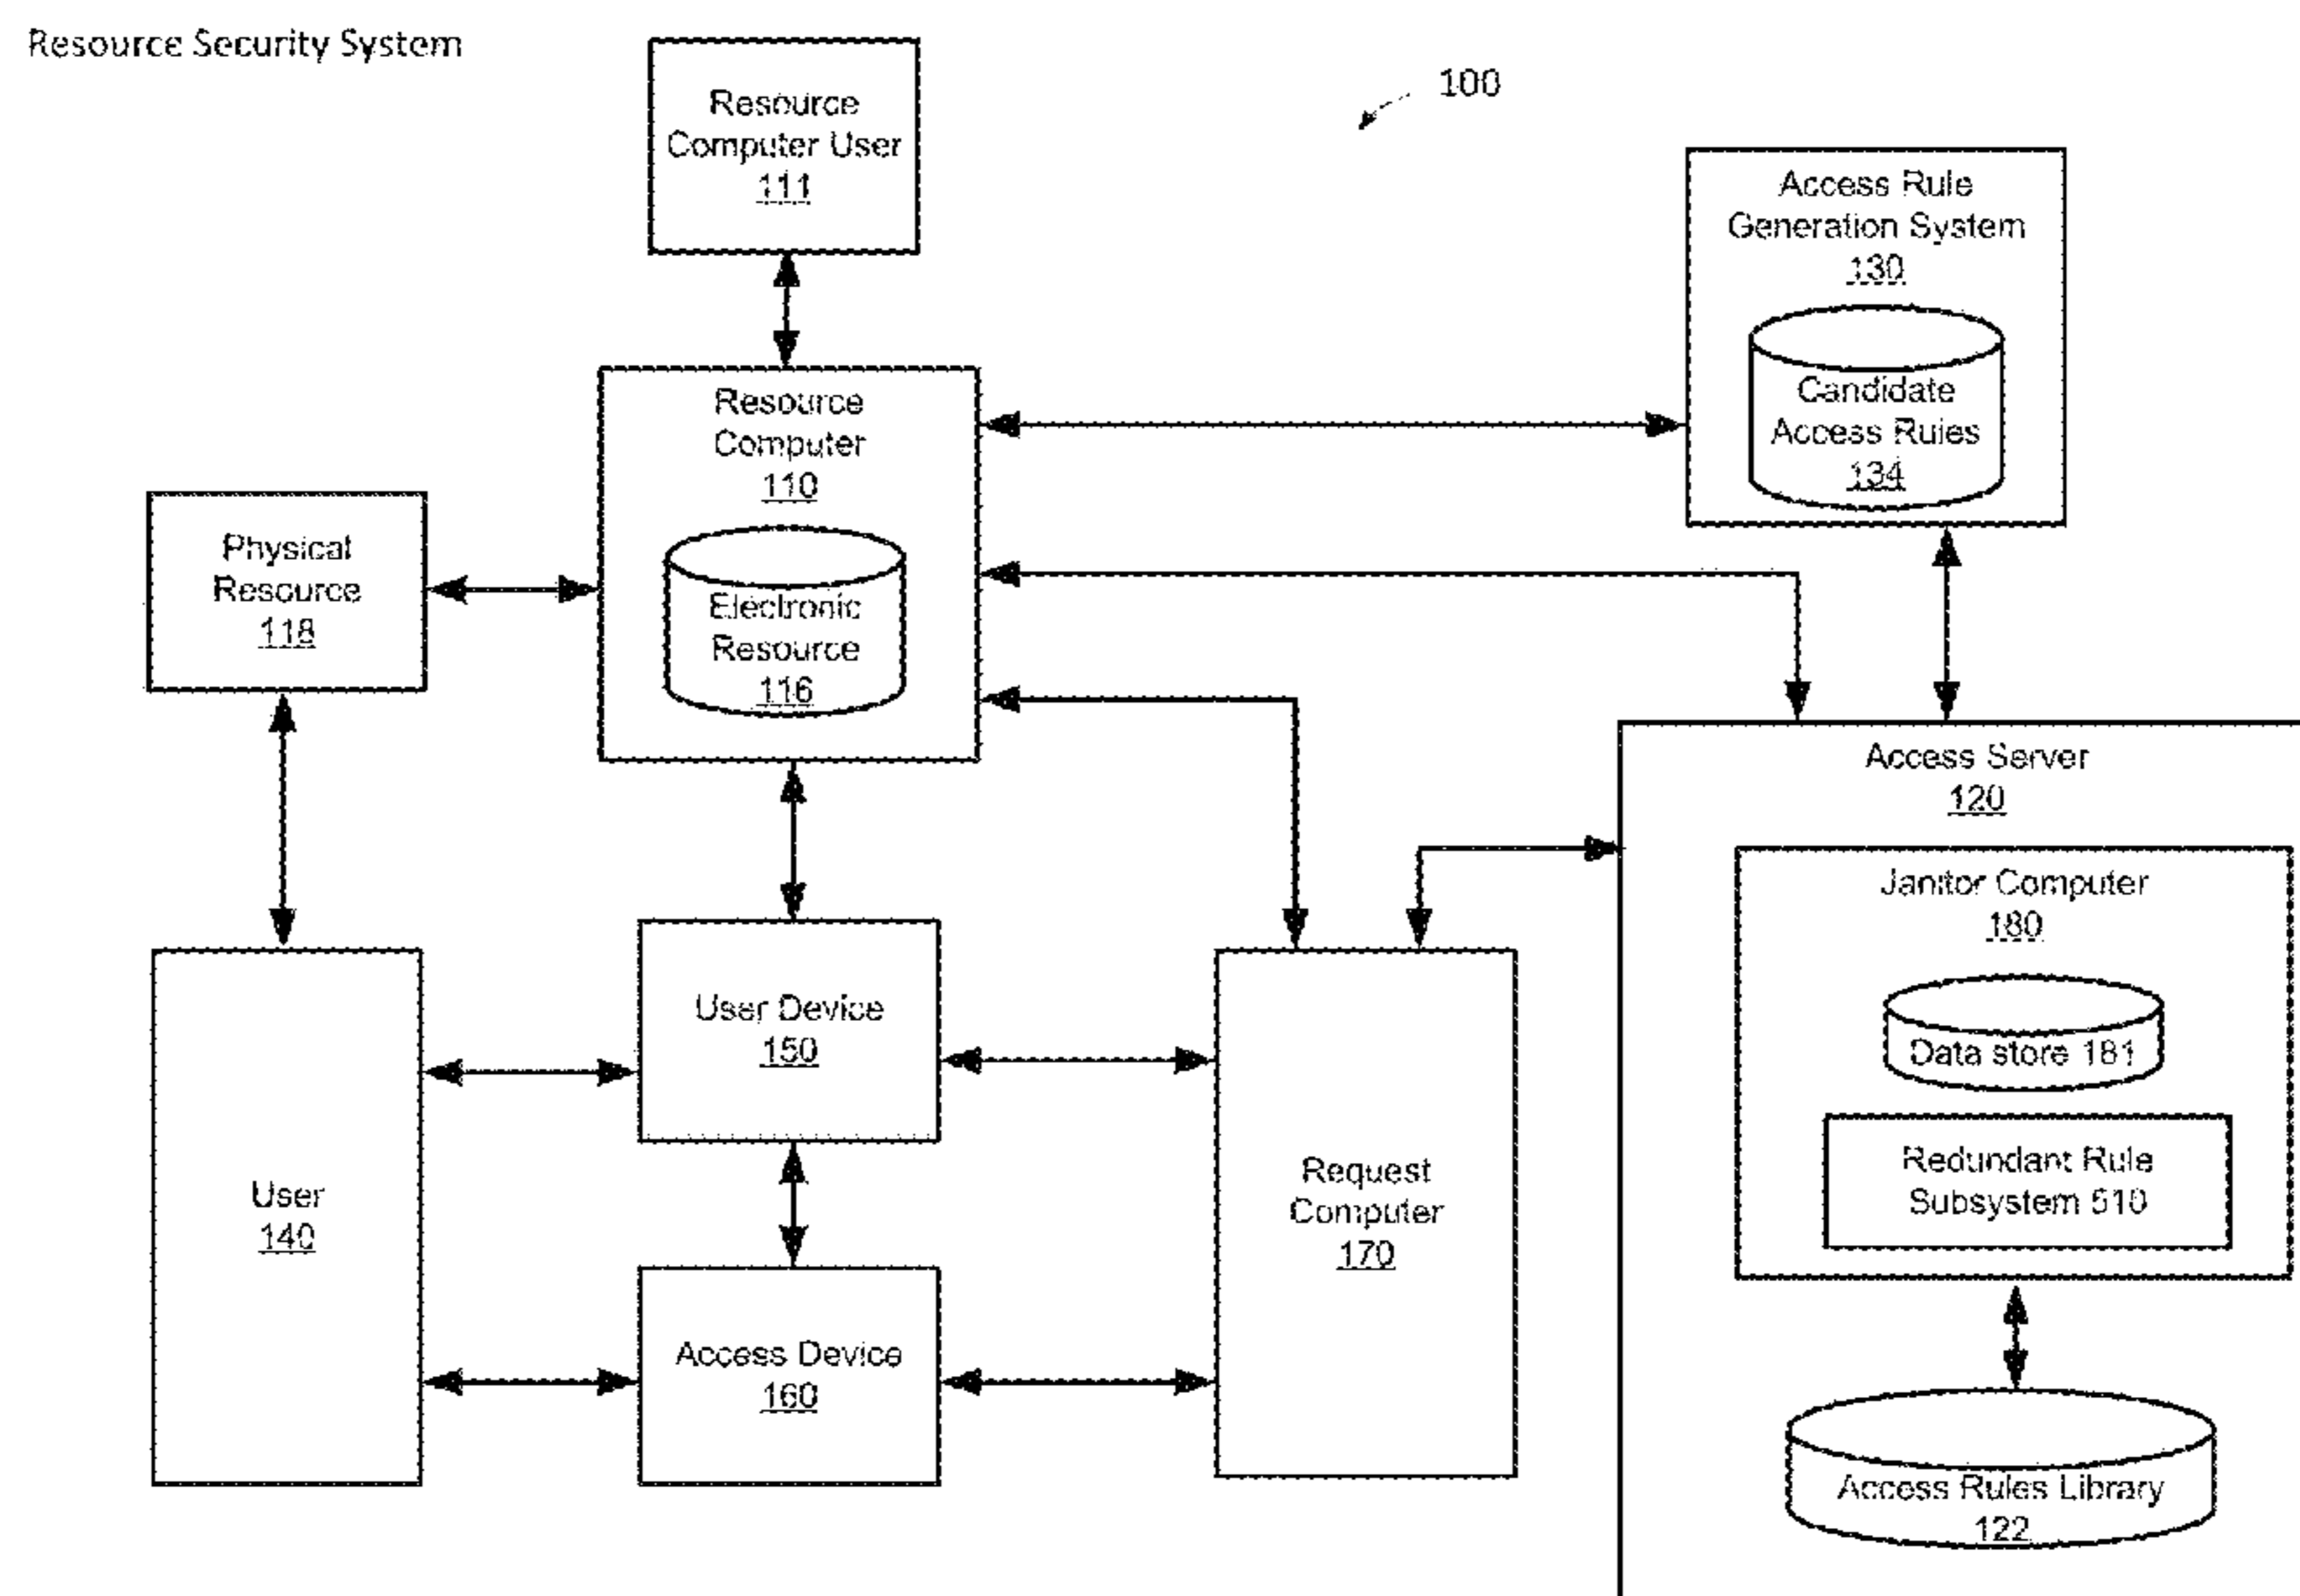 Resource Security System
100
Resource
Computer User
111
Access Rule
Generation System
130
Candidate
Access Rules
134
Resource
Computer
110
Electronic
Resource
116
Physical
Resource
118
Access Server
120
Janitor Computer
180
Data store 181
Redundant Rule
Subsystem 510
Access Rules Library
122
User Device
150
User
140
Request
Computer
170
Access Device
160